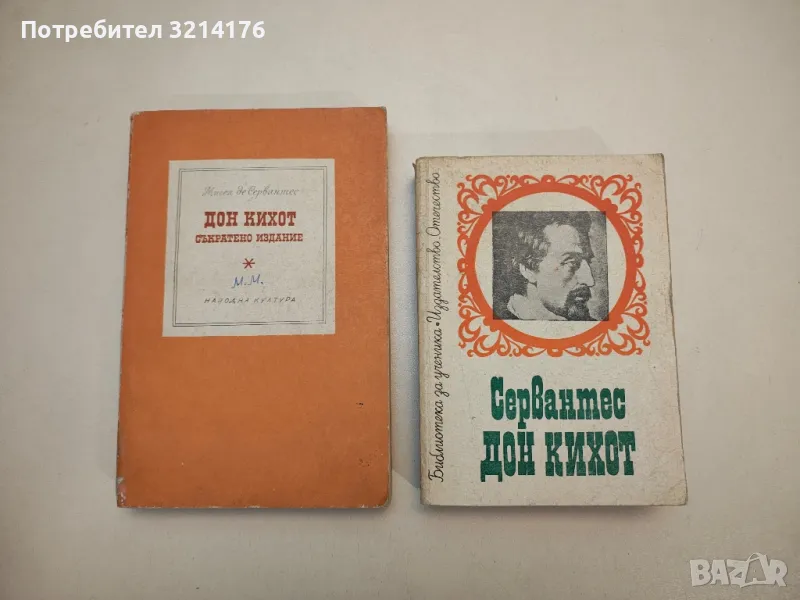 Потребител 3214176
Мигел де Сервантес
ДОН КИХОТ
СЪКРАТЕНО ИЗДАНИЕ
*
М.М.
НАРОДНА КУЛТУРА
Библиотека за ученика • Издателство Отечество
Сервантес
ДОН КИХОТ
BAZAR